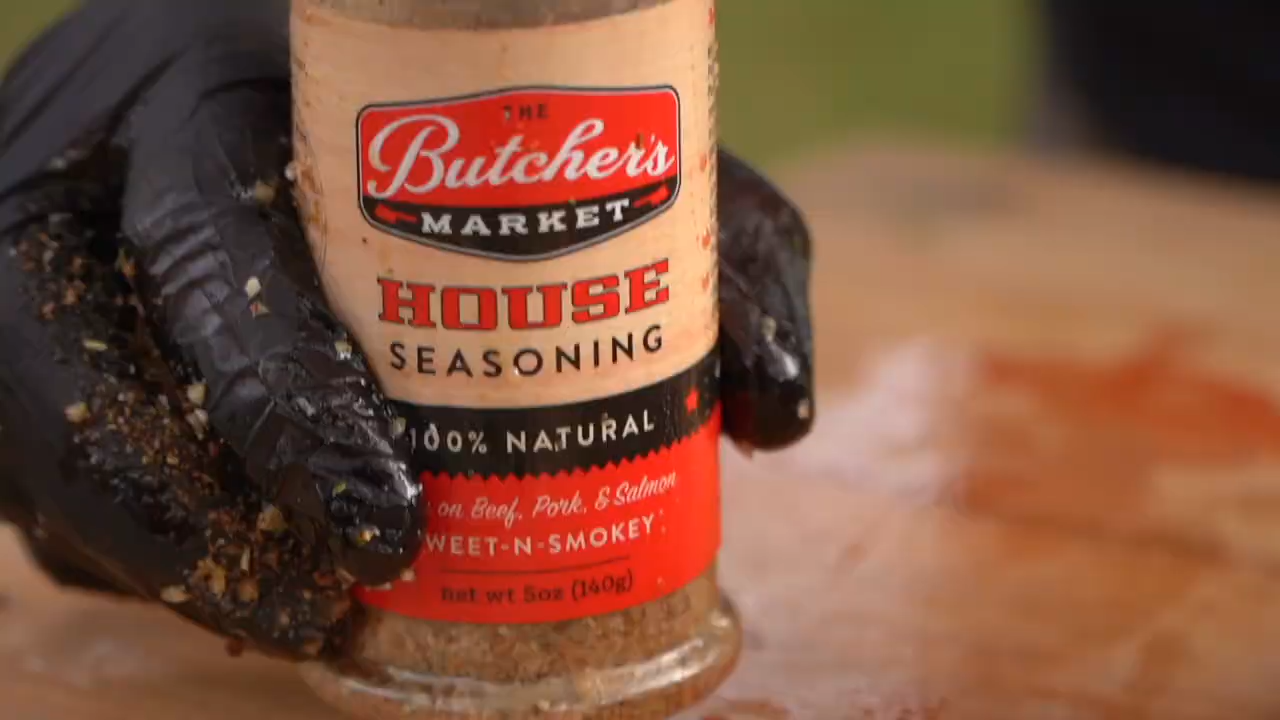 THE
Butcher's
MARKET
HOUSE
SEASONING
100% NATURAL
on Beef, Pork, & Salmon
WEET-N-SMOKEY
net wt 5oz (140g)